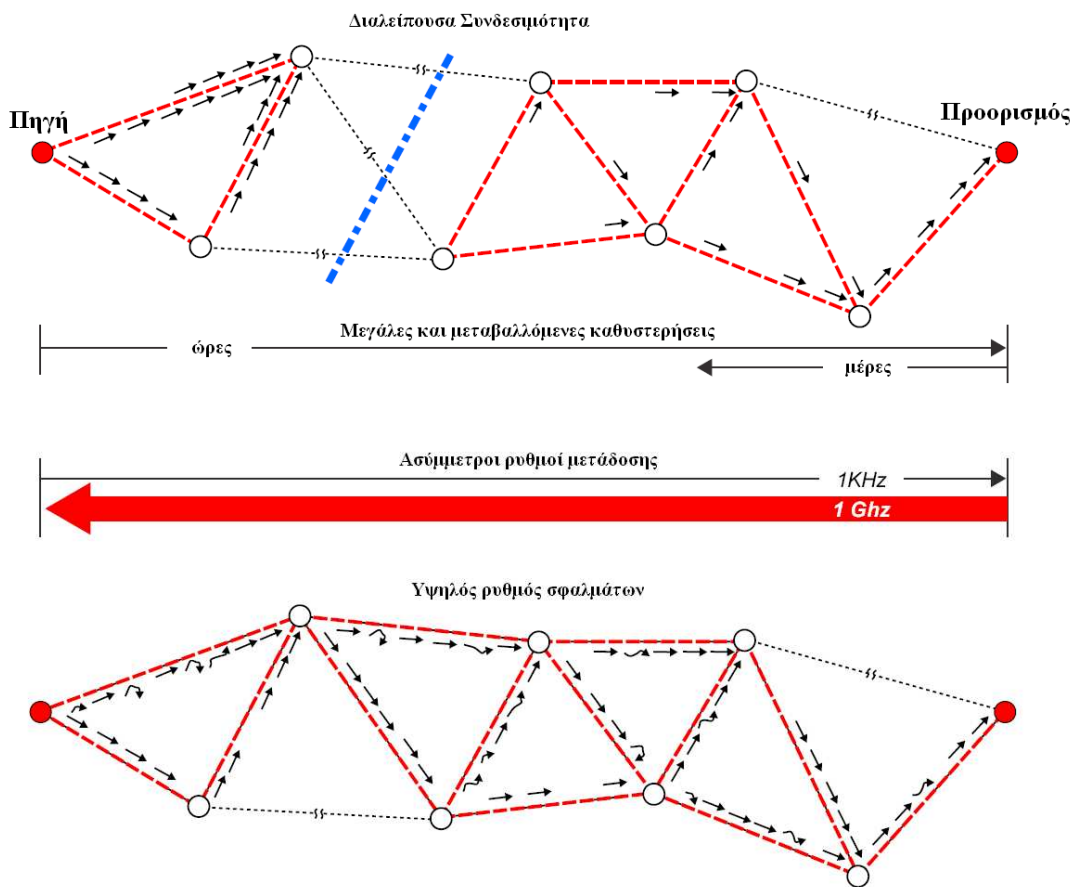 Διαλείπουσα Συνδεσιμότητα
Πηγή
Προορισμός
Μεγάλες και μεταβαλλόμενες καθυστερήσεις
ώρες
μέρες
Ασύμμετροι ρυθμοί μετάδοσης
1KHz
1 Ghz
Υψηλός ρυθμός σφαλμάτων